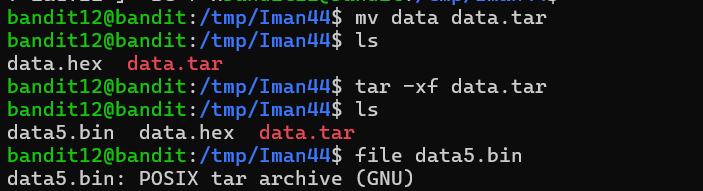 bandit12@bandit:/tmp/Iman44$ mv data data.tar
bandit12@bandit:/tmp/Iman44$ ls
data.hex  data.tar
bandit12@bandit:/tmp/Iman44$ tar -xf data.tar
bandit12@bandit:/tmp/Iman44$ ls
data5.bin  data.hex  data.tar
bandit12@bandit:/tmp/Iman44$ file data5.bin
data5.bin: POSIX tar archive (GNU)